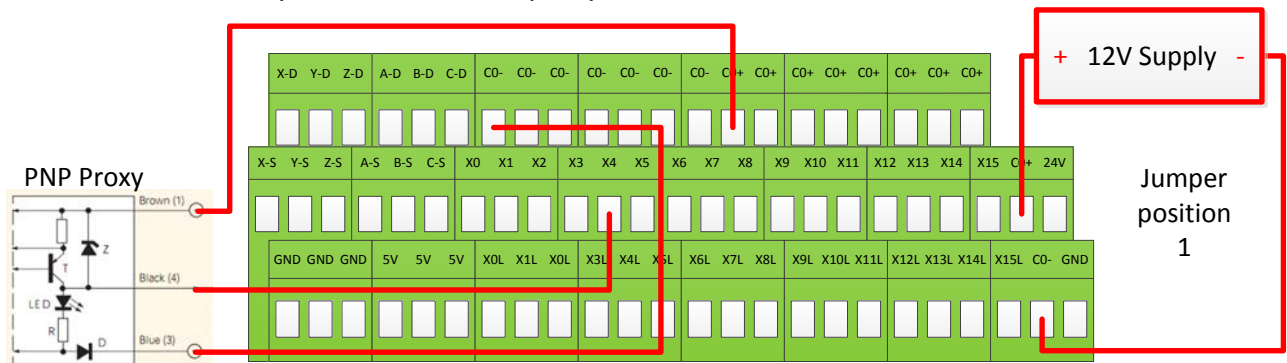 + 12V Supply -
X-D Y-D Z-D A-D B-D C-D C0- C0- C0- C0- C0- C0- C0- C0+ C0+ C0+ C0+ C0+ C0+ C0+ C0+
X-S Y-S Z-S A-S B-S C-S X0 X1 X2 X3 X4 X5 X6 X7 X8 X9 X10 X11 X12 X13 X14 X15 C0+ 24V
PNP Proxy
Brown (1)
Z
T
Black (4)
LED
R
D
Blue (3)
GND GND GND 5V 5V 5V X0L X1L X0L X3L X4L X5L X6L X7L X8L X9L X10L X11L X12L X13L X14L X15L C0- GND
Jumper
position
1